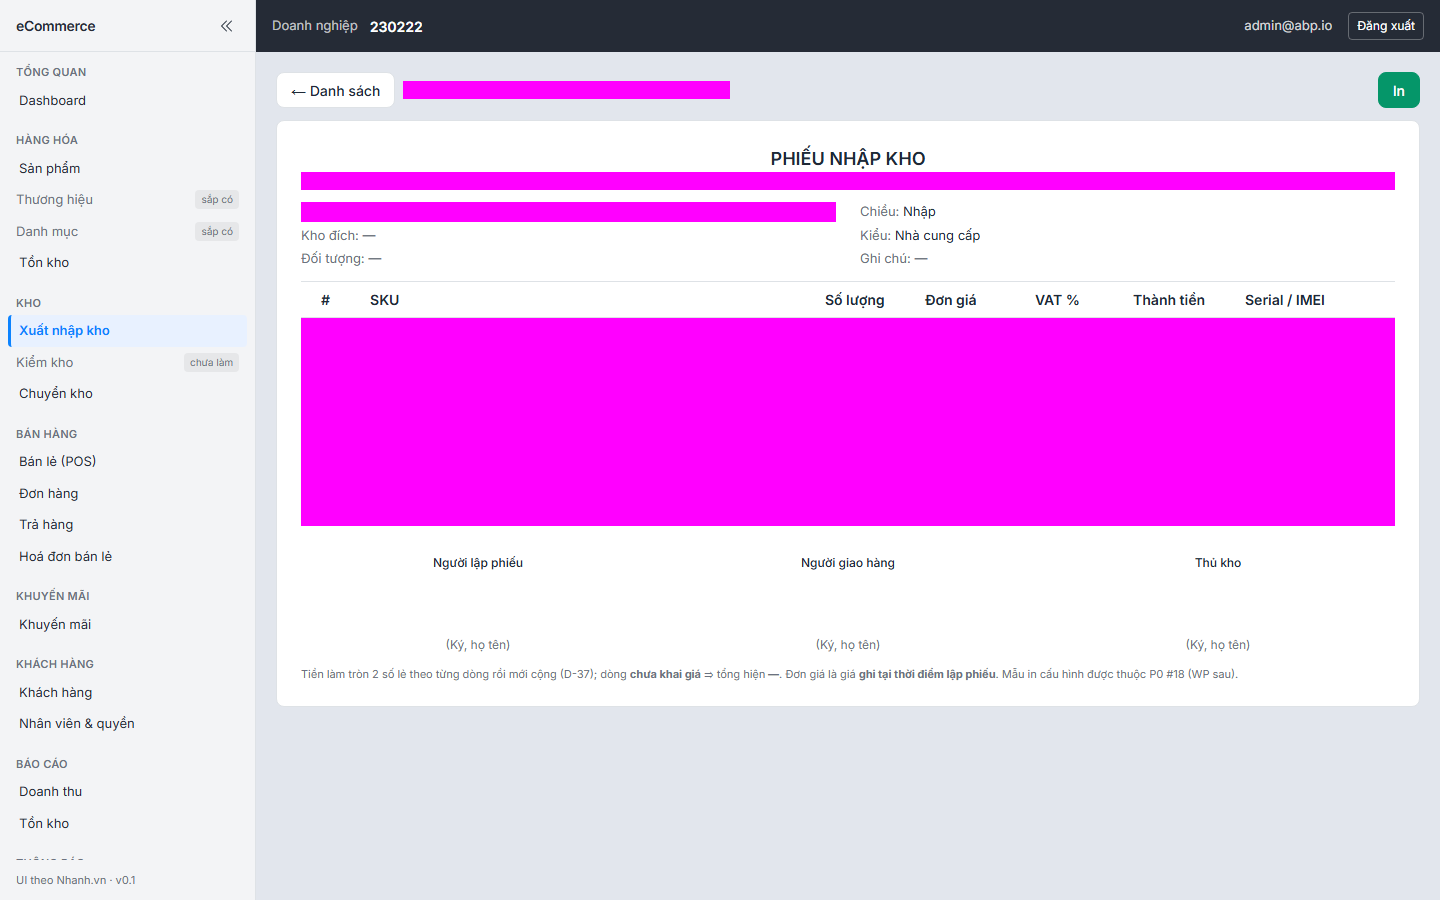 eCommerce
Doanh nghiệp 230222
admin@abp.io
Đăng xuất
TỔNG QUAN
Dashboard
HÀNG HÓA
Sản phẩm
Thương hiệu sắp có
Danh mục sắp có
Tồn kho
KHO
Xuất nhập kho
Kiểm kho chưa làm
Chuyển kho
BÁN HÀNG
Bán lẻ (POS)
Đơn hàng
Trả hàng
Hoá đơn bán lẻ
KHUYẾN MÃI
Khuyến mãi
KHÁCH HÀNG
Khách hàng
Nhân viên & quyền
BÁO CÁO
Doanh thu
Tồn kho
UI theo Nhanh.vn · v0.1
← Danh sách
In
PHIẾU NHẬP KHO
Chiều: Nhập
Kho đích: —
Kiểu: Nhà cung cấp
Đối tượng: —
Ghi chú: —
# SKU Số lượng Đơn giá VAT % Thành tiền Serial / IMEI
Người lập phiếu Người giao hàng Thủ kho
(Ký, họ tên) (Ký, họ tên) (Ký, họ tên)
Tiền làm tròn 2 số lẻ theo từng dòng rồi mới cộng (D-37); dòng chưa khai giá ⇒ tổng hiện —. Đơn giá là giá ghi tại thời điểm lập phiếu. Mẫu in cấu hình được thuộc P0 #18 (WP sau).